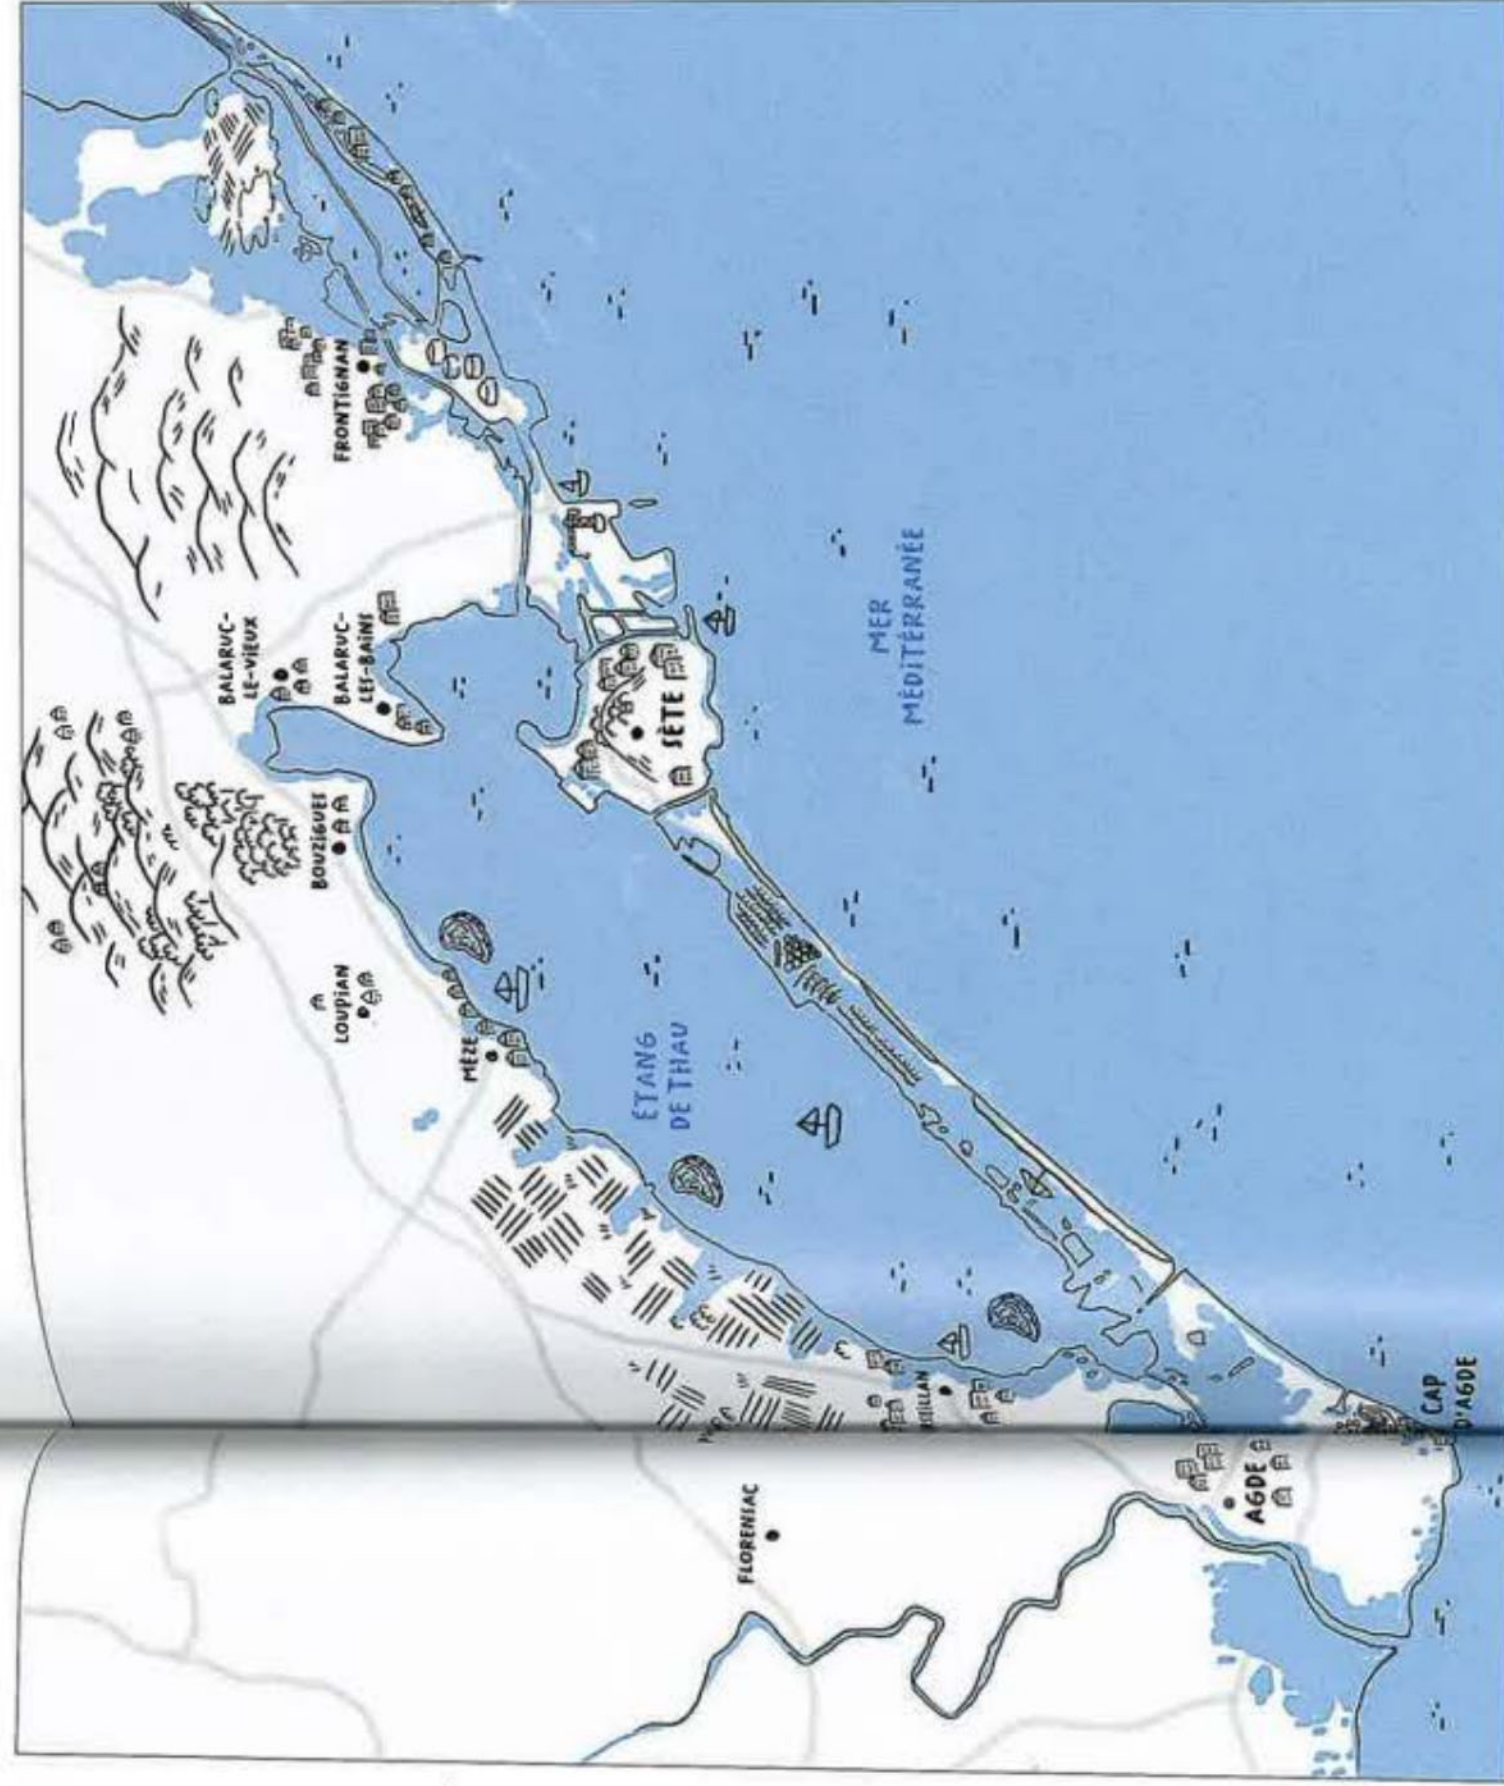 FRONTiGNAN
BALARUC-
LE-ViEUX
BALARUC-
LES-BAiNS
SÈTE
BOUZiGUES
LOUPiAN
MÈZE
ÉTANG
DE THAU
MER
MÉDiTÉRRANÉE
FLORENSAC
AGDE
CAP
D'AGDE